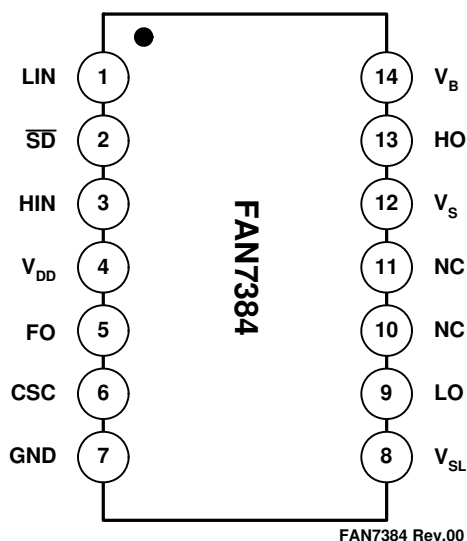 LIN 1
SD 2
HIN 3
VDD 4
FO 5
CSC 6
GND 7
FAN7384
14 VB
13 HO
12 VS
11 NC
10 NC
9 LO
8 VSL
FAN7384 Rev.00